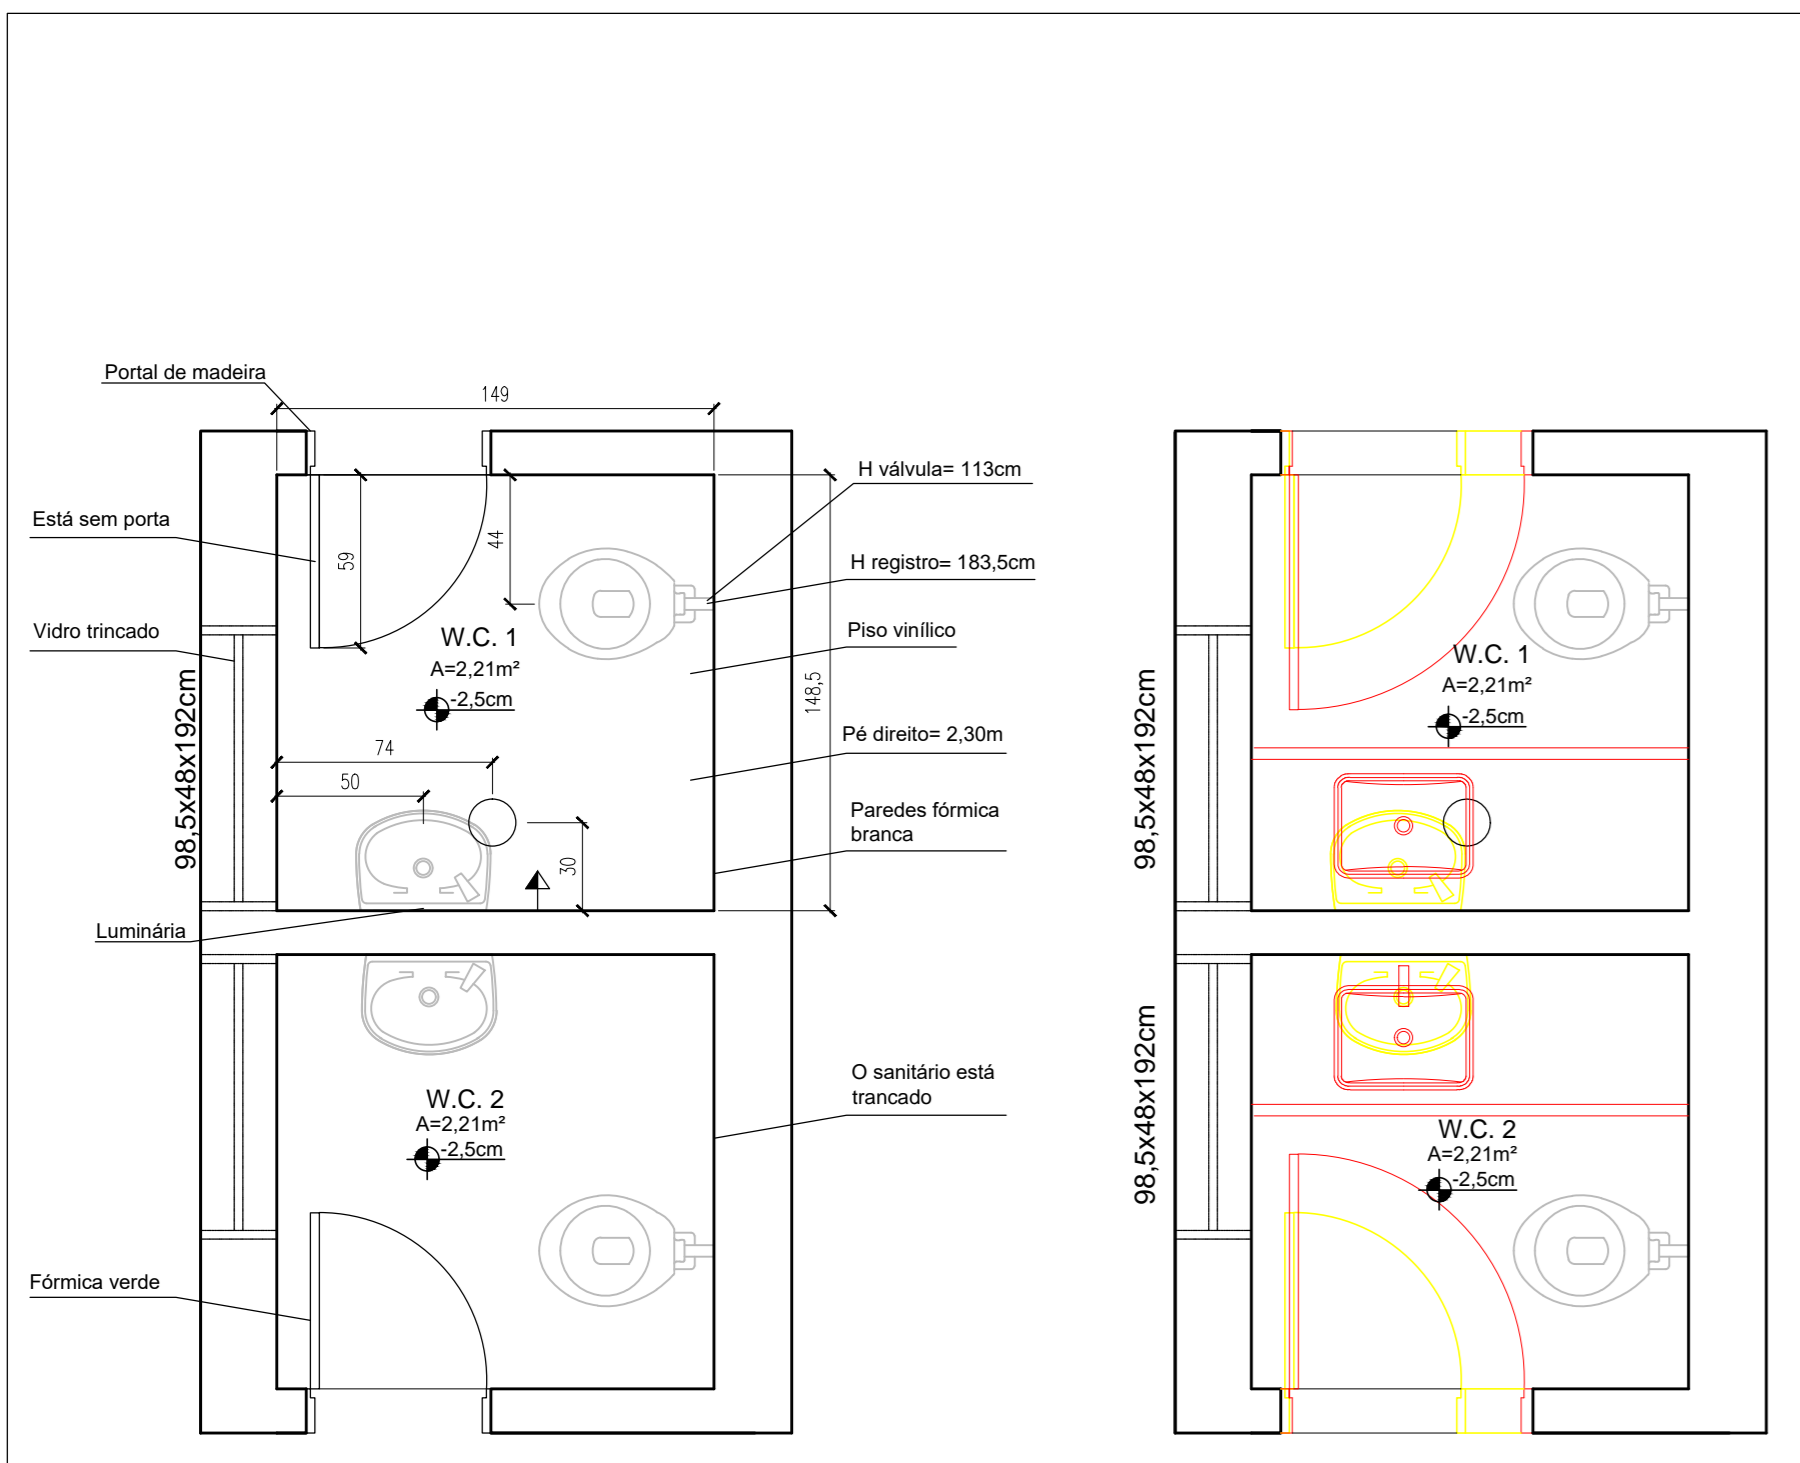 Portal de madeira
149
H válvula= 113cm
Está sem porta
59
44
H registro= 183,5cm
Vidro trincado
W.C. 1
A=2,21m²
-2,5cm
Piso vinílico
148,5
98,5x48x192cm
74
50
30
Pé direito= 2,30m
Paredes fórmica
branca
Luminária
W.C. 2
A=2,21m²
-2,5cm
O sanitário está
trancado
Fórmica verde
W.C. 1
A=2,21m²
-2,5cm
98,5x48x192cm
98,5x48x192cm
W.C. 2
A=2,21m²
-2,5cm